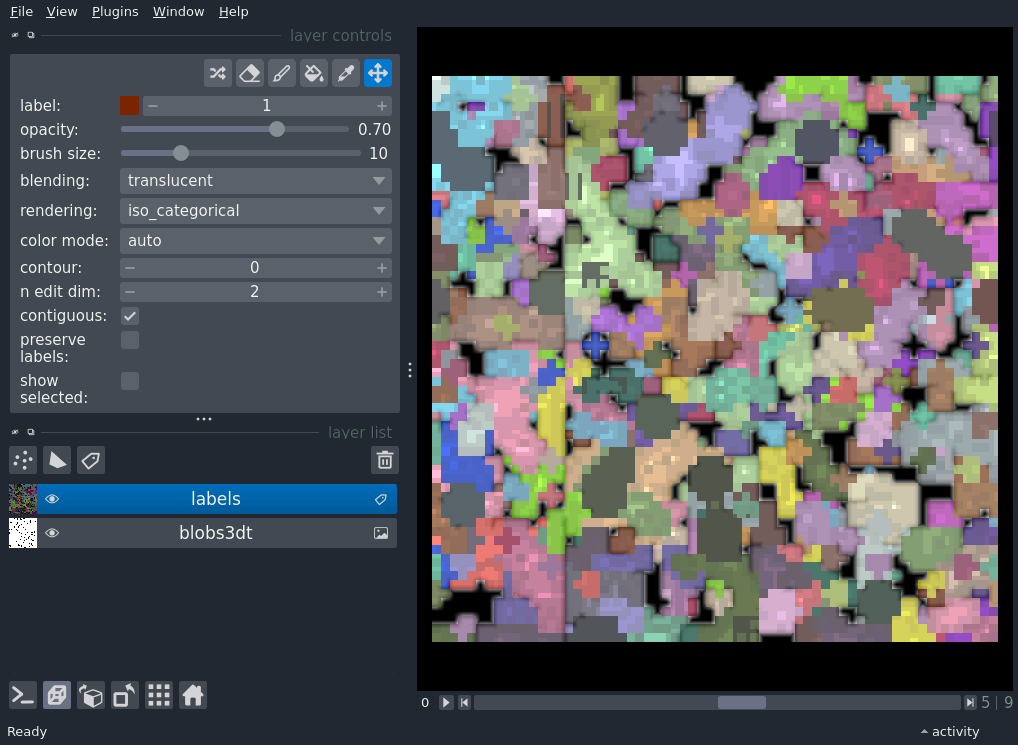 File View Plugins Window Help
layer controls
label: 1
opacity: 0.70
brush size: 10
blending: translucent
rendering: iso_categorical
color mode: auto
contour: 0
n edit dim: 2
contiguous:
preserve
labels:
show
selected:
layer list
labels
blobs3dt
0 5 | 9
Ready activity